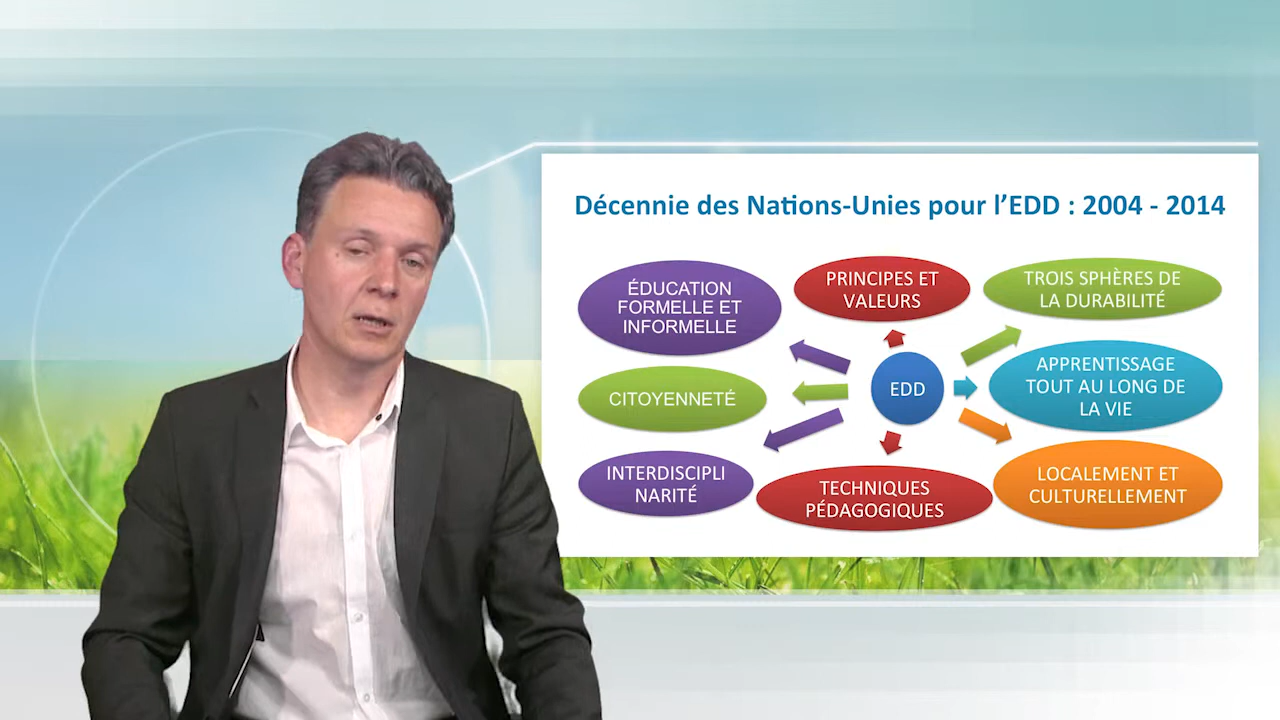 Décennie des Nations-Unies pour l'EDD : 2004 - 2014
ÉDUCATION
FORMELLE ET
INFORMELLE
PRINCIPES ET
VALEURS
TROIS SPHÈRES DE
LA DURABILITÉ
CITOYENNETÉ
EDD
APPRENTISSAGE
TOUT AU LONG DE
LA VIE
INTERDISCIPLI
NARITÉ
TECHNIQUES
PÉDAGOGIQUES
LOCALEMENT ET
CULTURELLEMENT